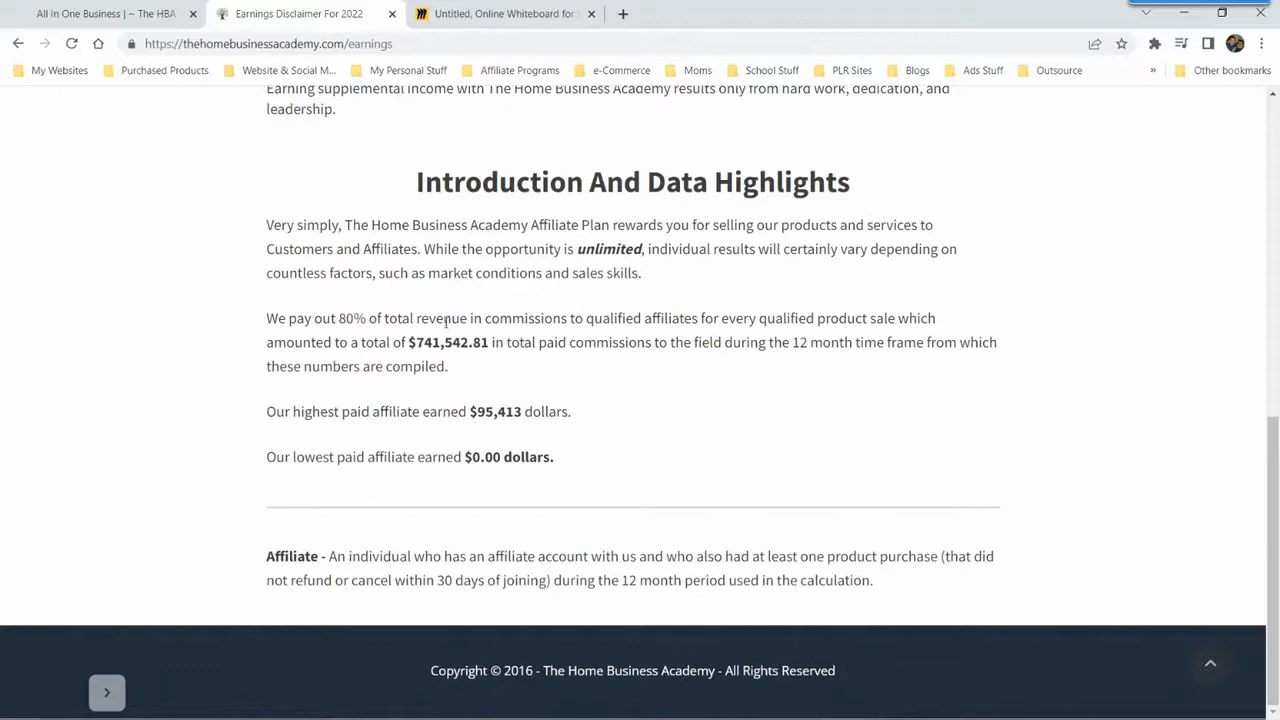 All In One Business | – The HBA
Earnings Disclaimer For 2022
Untitled, Online Whiteboard for
https://thehomebusinessacademy.com/earnings
My Websites
Purchased Products
Website & Social M...
My Personal Stuff
Affiliate Programs
e-Commerce
Moms
School Stuff
PLR Sites
Blogs
Ads Stuff
Outsource
»
Other bookmarks
Earning supplemental income with The Home Business Academy results only from hard work, dedication, and
leadership.
Introduction And Data Highlights
Very simply, The Home Business Academy Affiliate Plan rewards you for selling our products and services to
Customers and Affiliates. While the opportunity is unlimited, individual results will certainly vary depending on
countless factors, such as market conditions and sales skills.
We pay out 80% of total revenue in commissions to qualified affiliates for every qualified product sale which
amounted to a total of $741,542.81 in total paid commissions to the field during the 12 month time frame from which
these numbers are compiled.
Our highest paid affiliate earned $95,413 dollars.
Our lowest paid affiliate earned $0.00 dollars.
Affiliate - An individual who has an affiliate account with us and who also had at least one product purchase (that did
not refund or cancel within 30 days of joining) during the 12 month period used in the calculation.
Copyright © 2016 - The Home Business Academy - All Rights Reserved